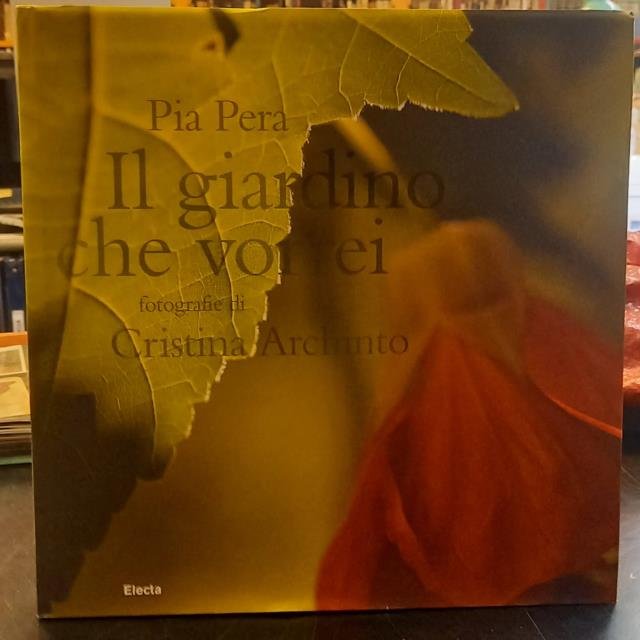 Pia Pera
Il giardino
che vorrei
fotografie di
Cristina Archinto
Electa